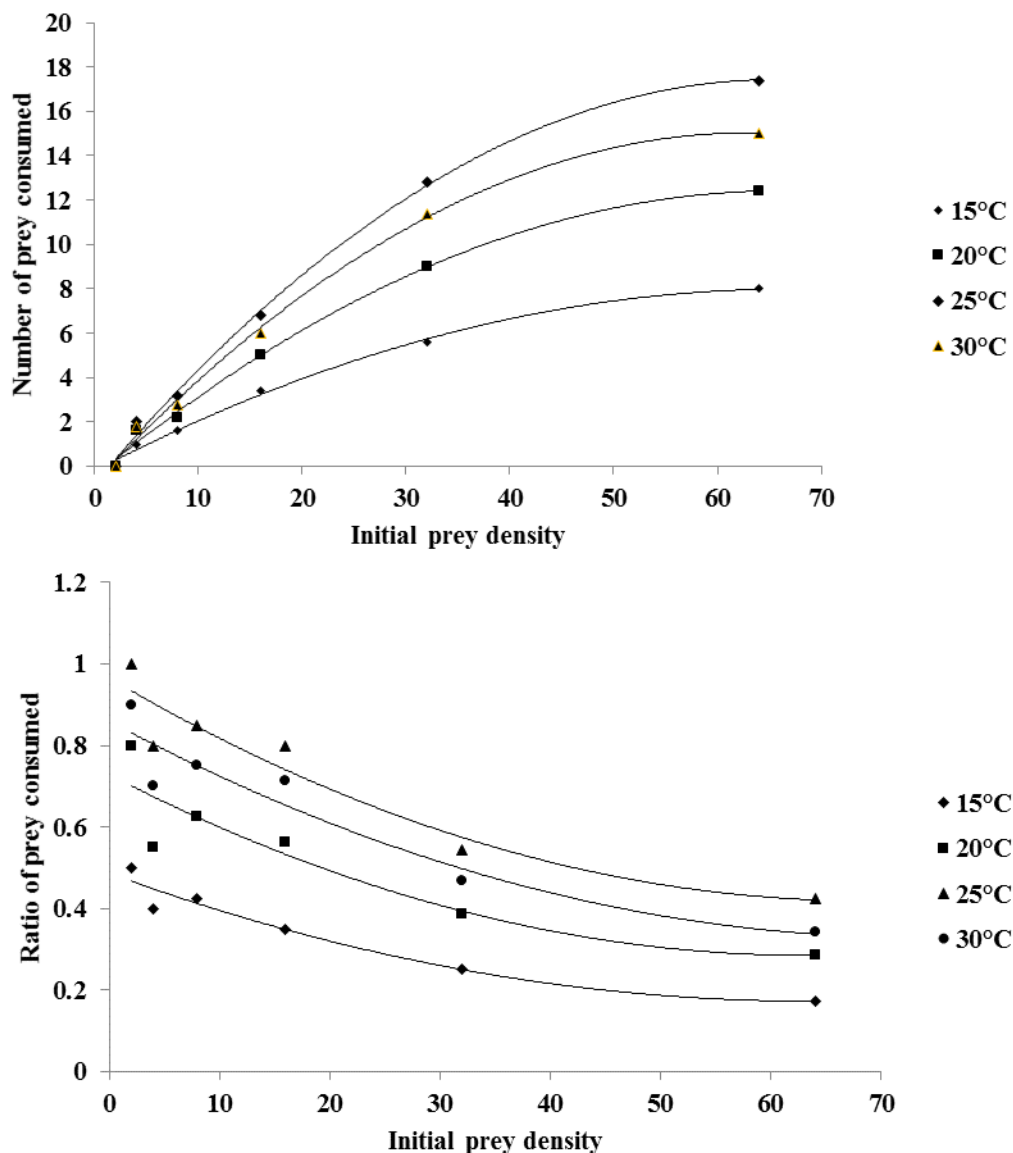 20
18
16
14
12
10
8
6
4
2
0
Number of prey consumed
0 10 20 30 40 50 60 70
Initial prey density
15°C
20°C
25°C
30°C
1.2
1
0.8
0.6
0.4
0.2
0
Ratio of prey consumed
0 10 20 30 40 50 60 70
Initial prey density
15°C
20°C
25°C
30°C